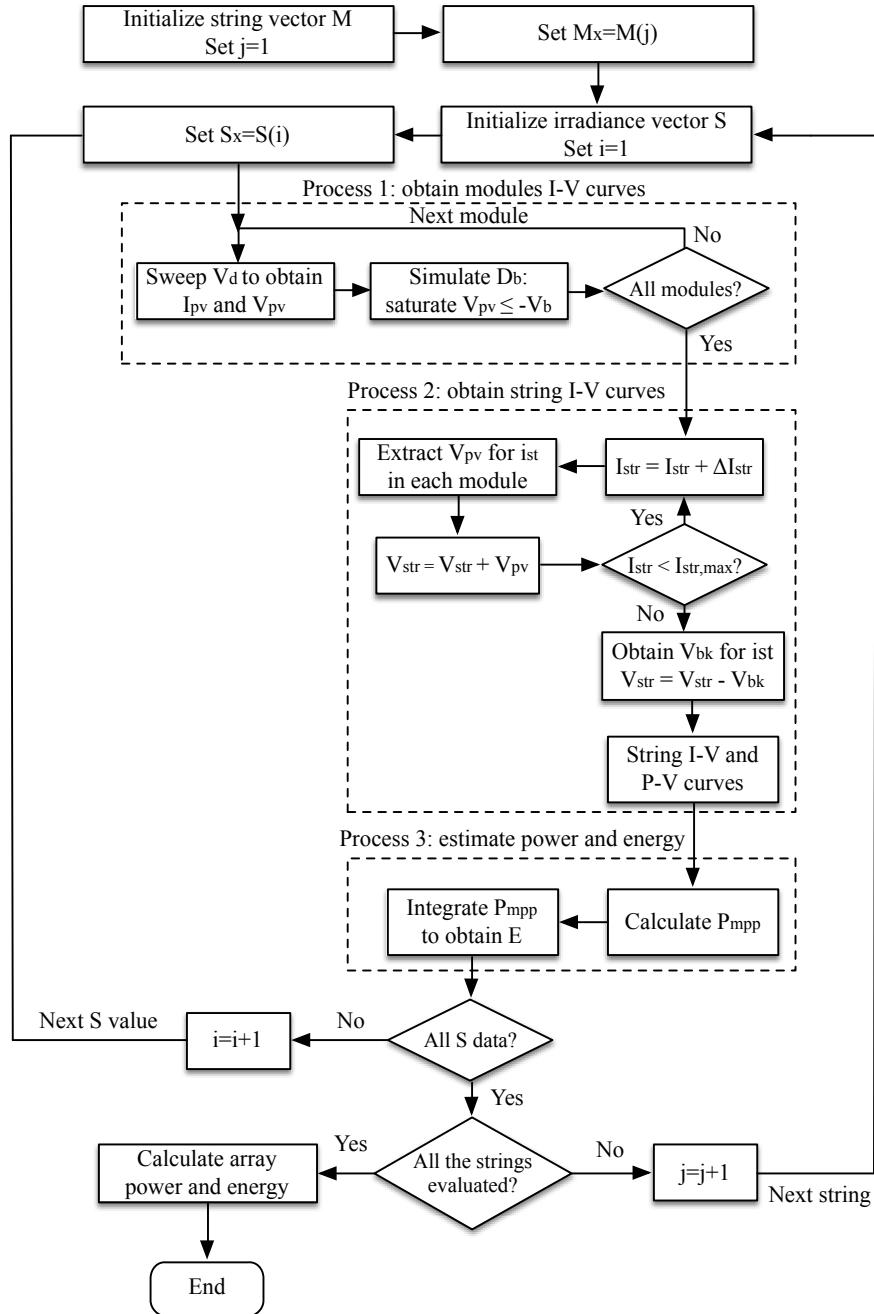 Initialize string vector M
Set j=1
Set Mx=M(j)
Set Sx=S(i)
Initialize irradiance vector S
Set i=1
Process 1: obtain modules I-V curves
Next module
No
Sweep Vd to obtain
Ipv and Vpv
Simulate Db:
saturate Vpv ≤ -Vb
All modules?
Yes
Process 2: obtain string I-V curves
Extract Vpv for ist
in each module
Istr = Istr + ΔIstr
Yes
Vstr = Vstr + Vpv
Istr < Istr,max?
No
Obtain Vbk for ist
Vstr = Vstr - Vbk
String I-V and
P-V curves
Process 3: estimate power and energy
Integrate Pmpp
to obtain E
Calculate Pmpp
Next S value
i=i+1
No
All S data?
Yes
Calculate array
power and energy
Yes
All the strings
evaluated?
No
j=j+1
Next string
End